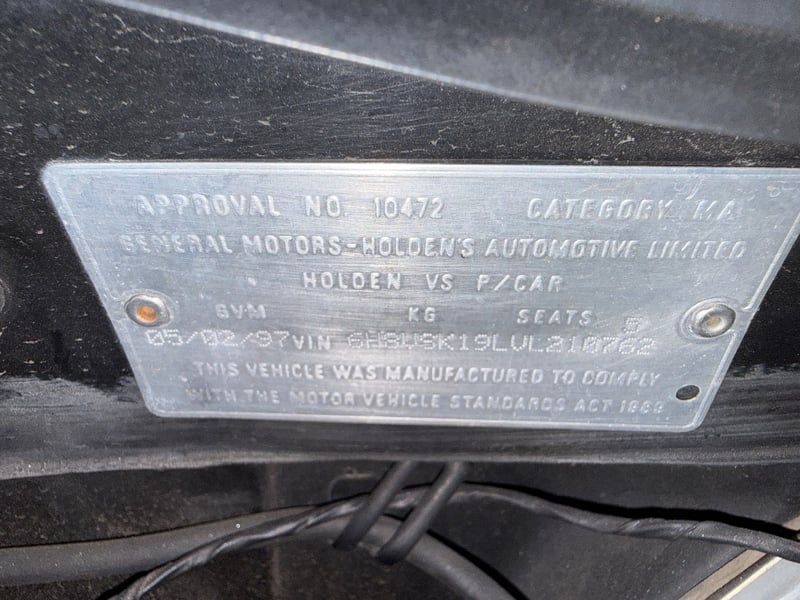 APPROVAL NO. 10472 CATEGORY MA
GENERAL MOTORS-HOLDEN'S AUTOMOTIVE LIMITED
HOLDEN VS P/CAR
GVM KG SEATS 5
05/02/97 VIN 6H8VSK19LVL210762
THIS VEHICLE WAS MANUFACTURED TO COMPLY
WITH THE MOTOR VEHICLE STANDARDS ACT 1989